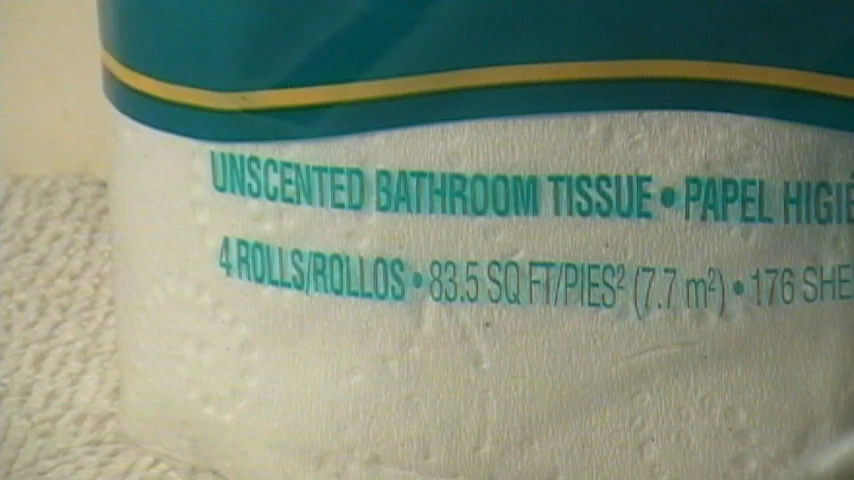 UNSCENTED BATHROOM TISSUE • PAPEL HIGIÉ
4 ROLLS/ROLLOS • 83.5 SQ FT/PIES² (7.7 m²) • 176 SHE